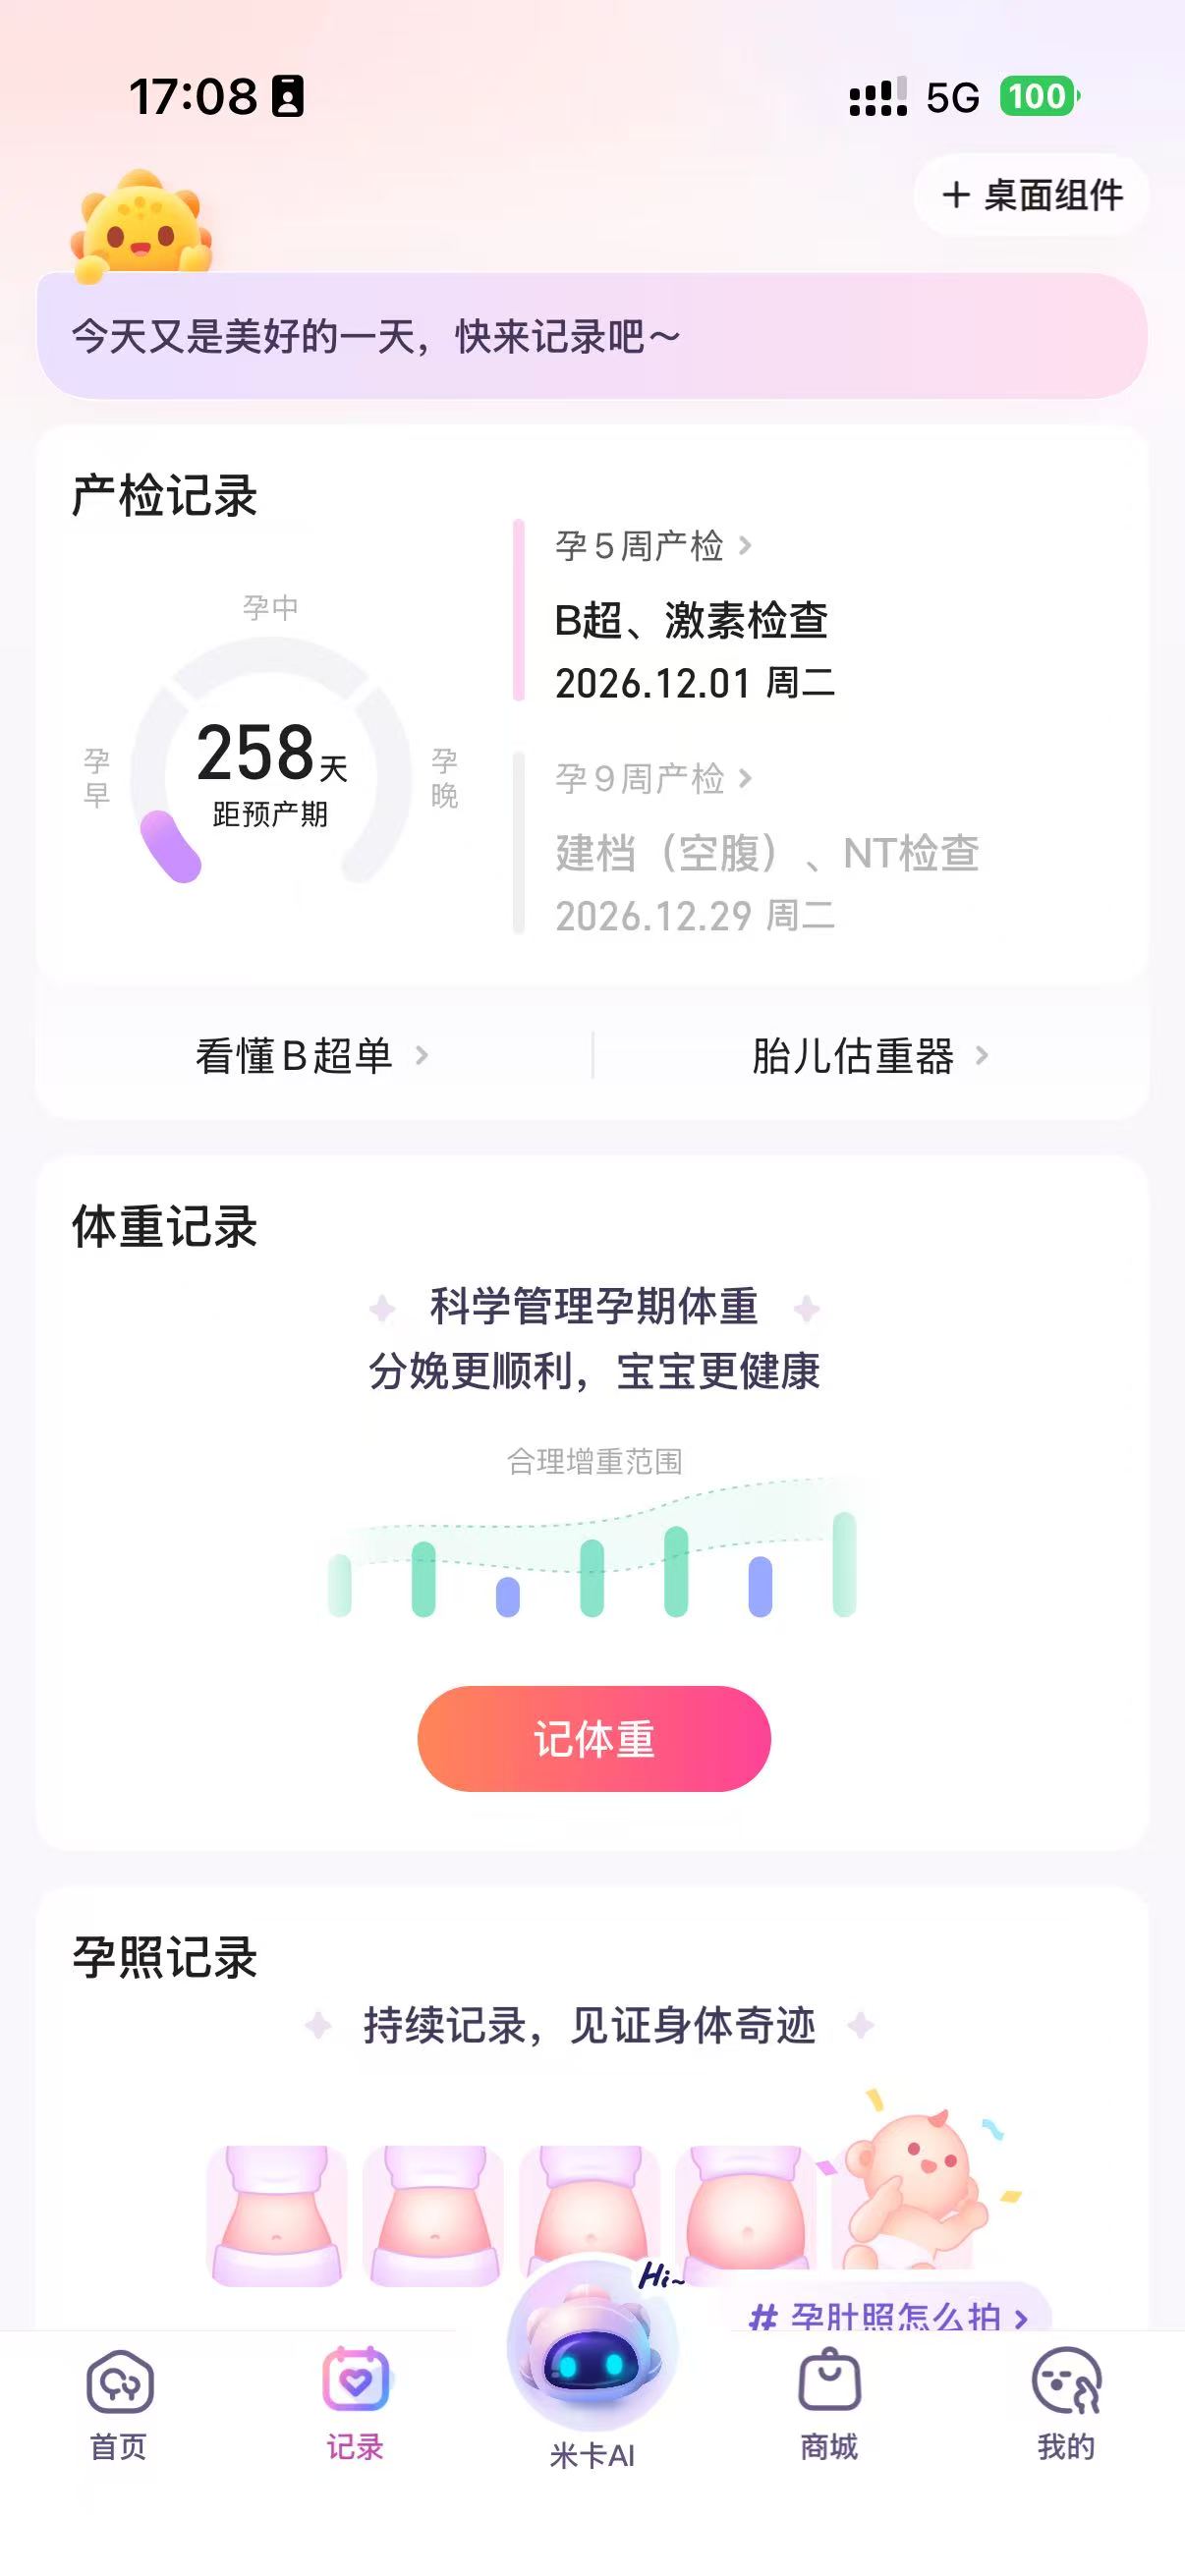 17:08
5G
100
+ 桌面组件
今天又是美好的一天，快来记录吧～
产检记录
孕中
孕早
孕晚
258天
距预产期
孕5周产检 >
B超、激素检查
2026.12.01 周二
孕9周产检 >
建档（空腹）、NT检查
2026.12.29 周二
看懂B超单 >
胎儿估重器 >
体重记录
科学管理孕期体重
分娩更顺利，宝宝更健康
合理增重范围
记体重
孕照记录
持续记录，见证身体奇迹
Hi~
# 孕肚照怎么拍 >
首页
记录
米卡AI
商城
我的